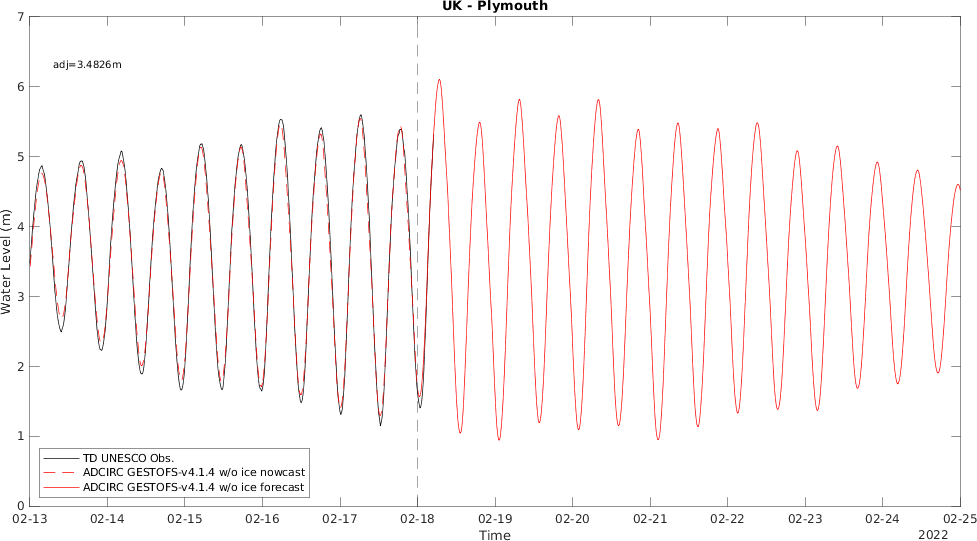 UK - Plymouth
adj=3.4826m
7
6
5
4
3
2
1
0
Water Level (m)
TD UNESCO Obs.
ADCIRC GESTOFS-v4.1.4 w/o ice nowcast
ADCIRC GESTOFS-v4.1.4 w/o ice forecast
02-13 02-14 02-15 02-16 02-17 02-18 02-19 02-20 02-21 02-22 02-23 02-24 02-25
Time
2022